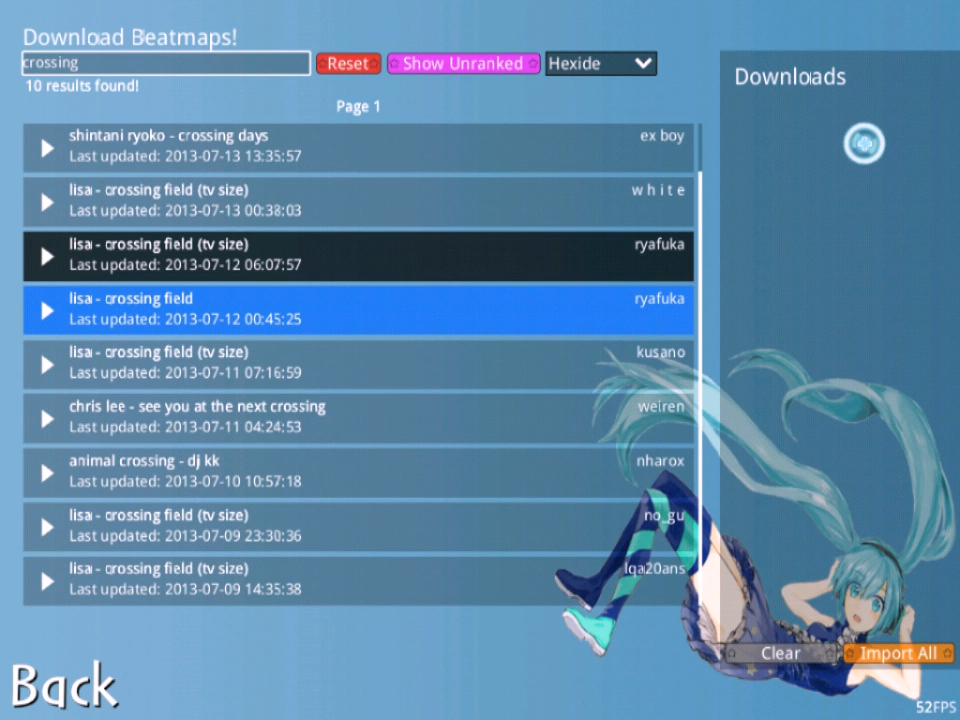 Download Beatmaps!
crossing
Reset
Show Unranked
Hexide
Downloads
10 results found!
Page 1
shintani ryoko - crossing days
ex boy
Last updated: 2013-07-13 13:35:57
lisa - crossing field (tv size)
w h i t e
Last updated: 2013-07-13 00:38:03
lisa - crossing field (tv size)
ryafuka
Last updated: 2013-07-12 06:07:57
lisa - crossing field
ryafuka
Last updated: 2013-07-12 00:45:25
lisa - crossing field (tv size)
kusano
Last updated: 2013-07-11 07:16:59
chris lee - see you at the next crossing
weiren
Last updated: 2013-07-11 04:24:53
animal crossing - dj kk
nharox
Last updated: 2013-07-10 10:57:18
lisa - crossing field (tv size)
no_gu
Last updated: 2013-07-09 23:30:36
lisa - crossing field (tv size)
lqa20ans
Last updated: 2013-07-09 14:35:38
Clear
Import All
Back
52FPS